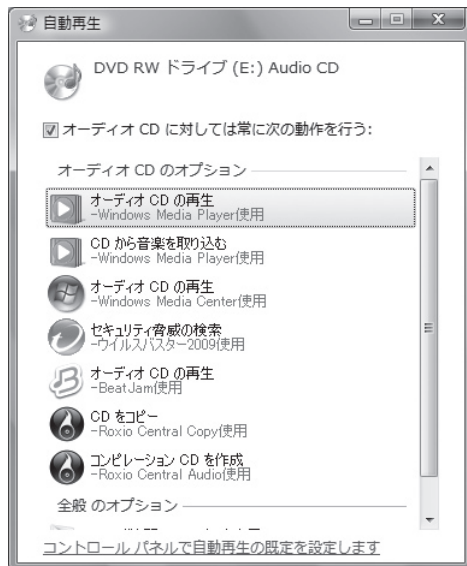 自動再生
DVD RW ドライブ (E:) Audio CD
オーディオ CD に対しては常に次の動作を行う:
オーディオ CD のオプション
オーディオ CD の再生
-Windows Media Player使用
CD から音楽を取り込む
-Windows Media Player使用
オーディオ CD の再生
-Windows Media Center使用
セキュリティ脅威の検索
-ウイルスバスター2009使用
オーディオ CD の再生
-BeatJam使用
CD をコピー
-Roxio Central Copy使用
コンピレーション CD を作成
-Roxio Central Audio使用
全般 のオプション
コントロール パネルで自動再生の既定を設定します